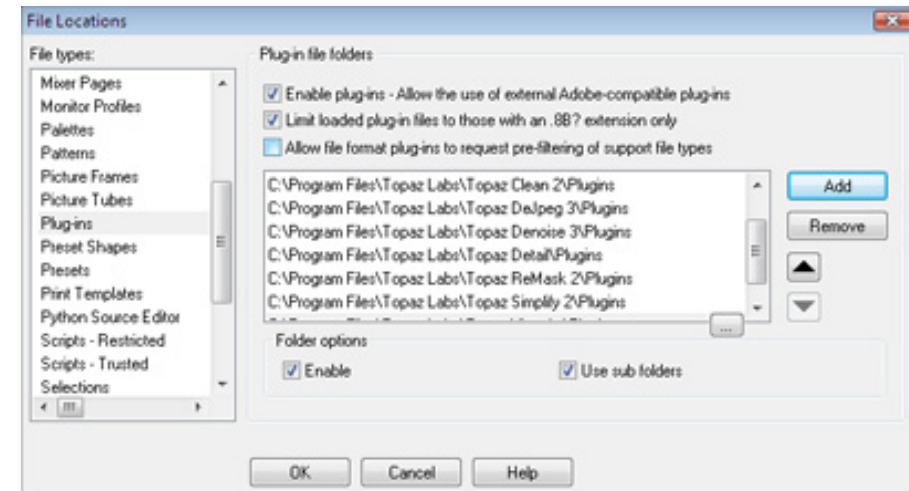 File Locations
File types:
Mixer Pages
Monitor Profiles
Palettes
Patterns
Picture Frames
Picture Tubes
Plug-ins
Preset Shapes
Presets
Print Templates
Python Source Editor
Scripts - Restricted
Scripts - Trusted
Selections
Plug-in file folders
Enable plug-ins - Allow the use of external Adobe-compatible plug-ins
Limit loaded plug-in files to those with an .8B? extension only
Allow file format plug-ins to request pre-filtering of support file types
C:\Program Files\Topaz Labs\Topaz Clean 2\Plugins
C:\Program Files\Topaz Labs\Topaz DeJpeg 3\Plugins
C:\Program Files\Topaz Labs\Topaz Denoise 3\Plugins
C:\Program Files\Topaz Labs\Topaz Detail\Plugins
C:\Program Files\Topaz Labs\Topaz ReMask 2\Plugins
C:\Program Files\Topaz Labs\Topaz Simplify 2\Plugins
...
Add
Remove
Folder options
Enable
Use sub folders
OK
Cancel
Help